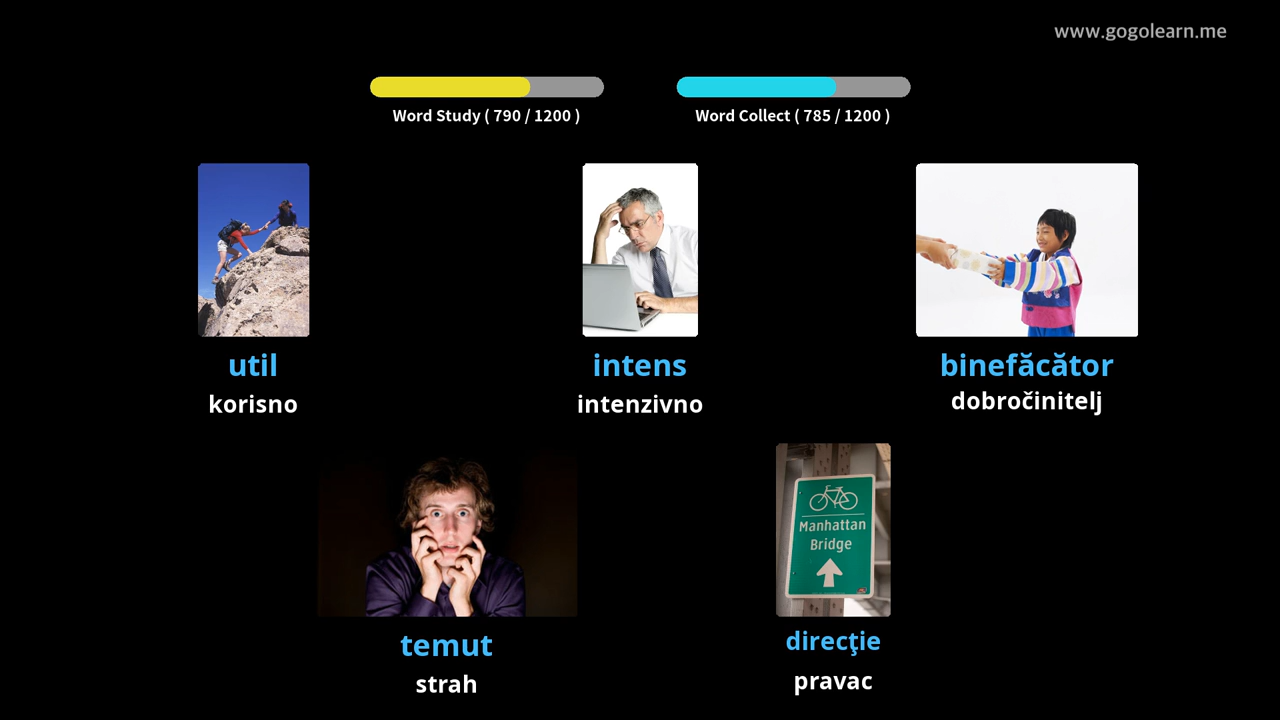 www.gogolearn.me
Word Study ( 790 / 1200 )
Word Collect ( 785 / 1200 )
util
korisno
intens
intenzivno
binefăcător
dobročinitelj
Manhattan
Bridge
temut
strah
direcţie
pravac